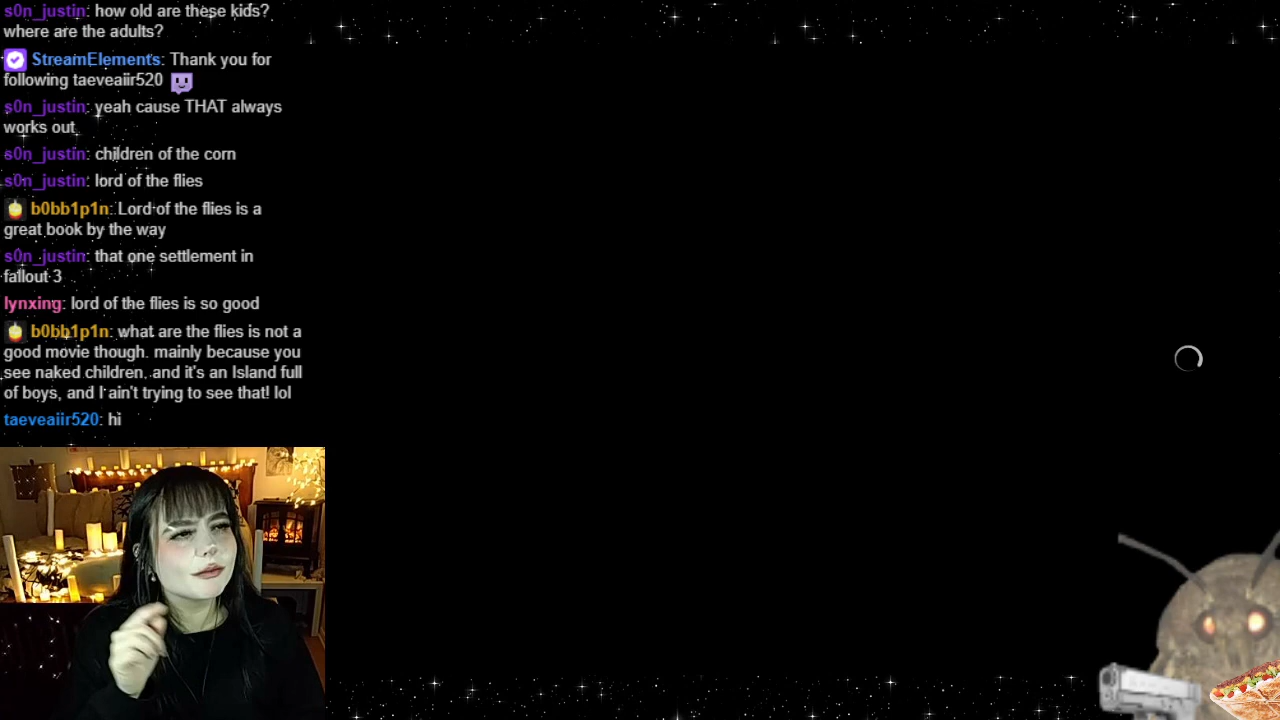 s0n_justin: how old are these kids?
where are the adults?
StreamElements: Thank you for
following taeveaiir520
s0n_justin: yeah cause THAT always
works out
s0n_justin: children of the corn
s0n_justin: lord of the flies
b0bb1p1n: Lord of the flies is a
great book by the way
s0n_justin: that one settlement in
fallout 3
lynxing: lord of the flies is so good
b0bb1p1n: what are the flies is not a
good movie though. mainly because you
see naked children. and it's an Island full
of boys, and I ain't trying to see that! lol
taeveaiir520: hi